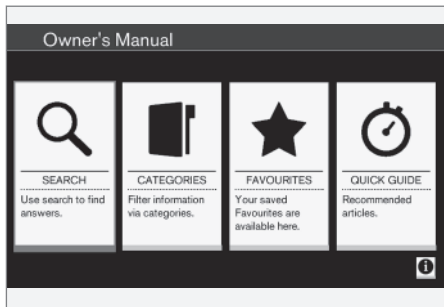 Owner's Manual
SEARCH
Use search to find
answers.
CATEGORIES
Filter information
via categories.
FAVOURITES
Your saved
Favourites are
available here.
QUICK GUIDE
Recommended
articles.
i